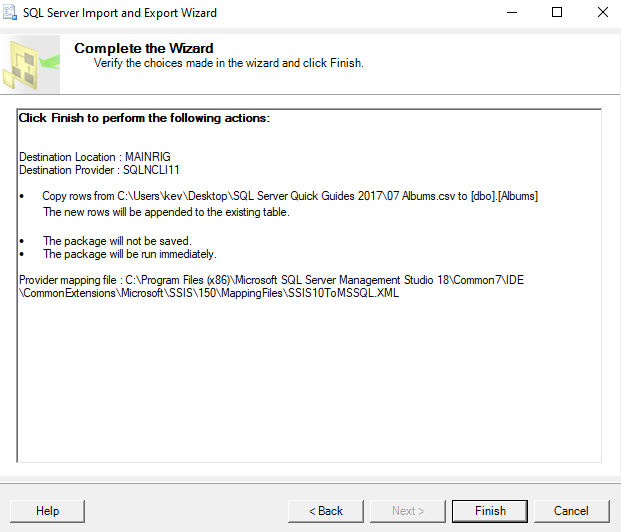 SQL Server Import and Export Wizard
Complete the Wizard
Verify the choices made in the wizard and click Finish.
Click Finish to perform the following actions:
Destination Location : MAINRIG
Destination Provider : SQLNCLI11
• Copy rows from C:\Users\kev\Desktop\SQL Server Quick Guides 2017\07 Albums.csv to [dbo].[Albums]
The new rows will be appended to the existing table.
• The package will not be saved.
• The package will be run immediately.
Provider mapping file : C:\Program Files (x86)\Microsoft SQL Server Management Studio 18\Common7\IDE
\CommonExtensions\Microsoft\SSIS\150\MappingFiles\SSIS10ToMSSQL.XML
Help < Back Next > Finish Cancel